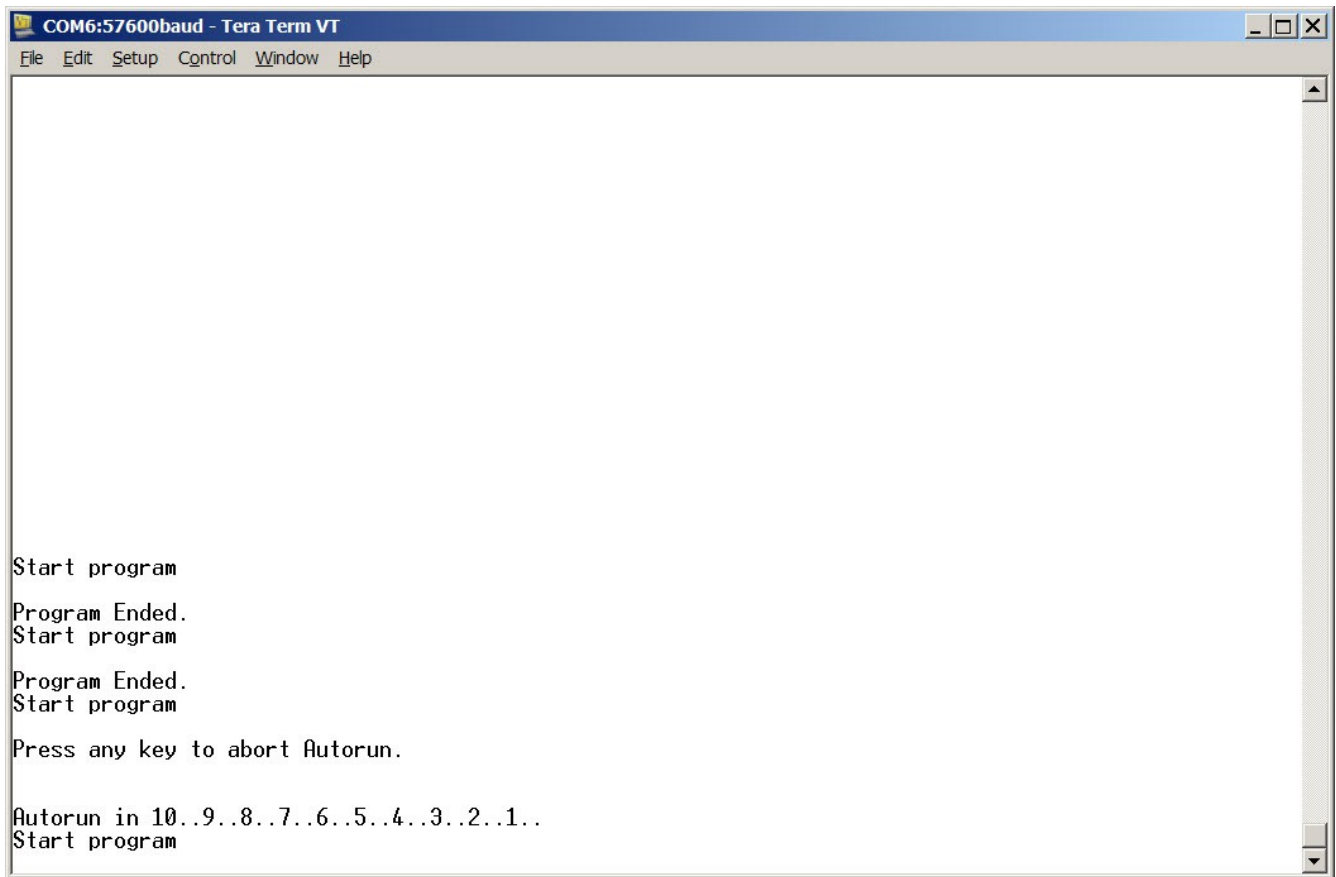 COM6:57600baud - Tera Term VT
File Edit Setup Control Window Help
Start program
Program Ended.
Start program
Program Ended.
Start program
Press any key to abort Autorun.
Autorun in 10..9..8..7..6..5..4..3..2..1..
Start program